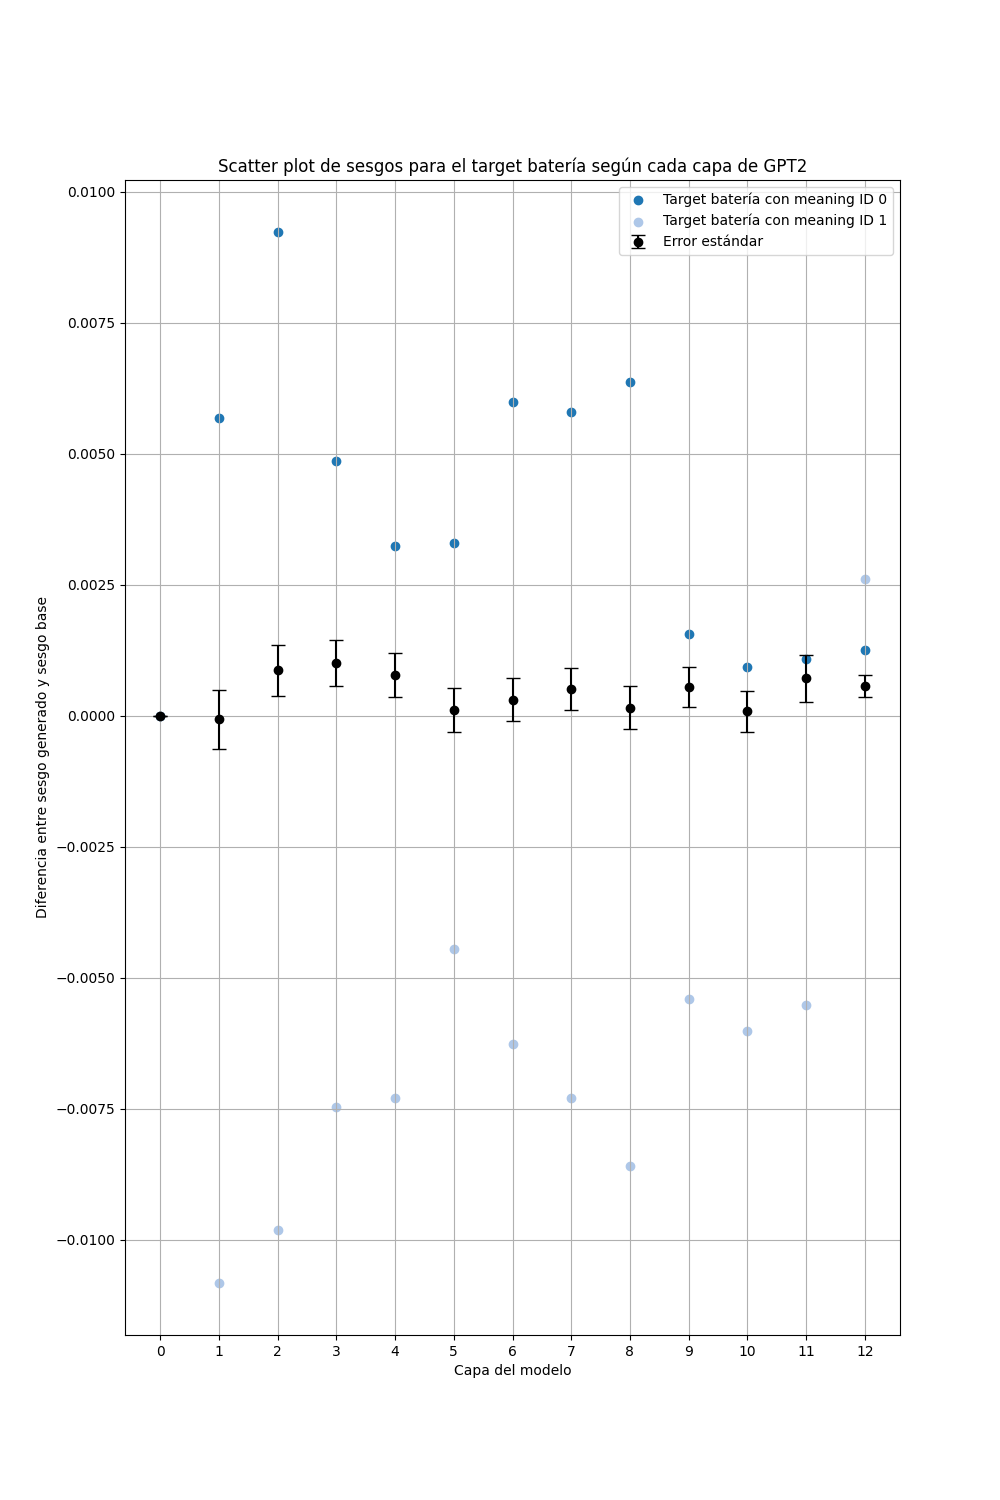 Scatter plot de sesgos para el target batería según cada capa de GPT2
Target batería con meaning ID 0
Target batería con meaning ID 1
Error estándar
0.0100
0.0075
0.0050
0.0025
0.0000
−0.0025
−0.0050
−0.0075
−0.0100
Diferencia entre sesgo generado y sesgo base
0 1 2 3 4 5 6 7 8 9 10 11 12
Capa del modelo